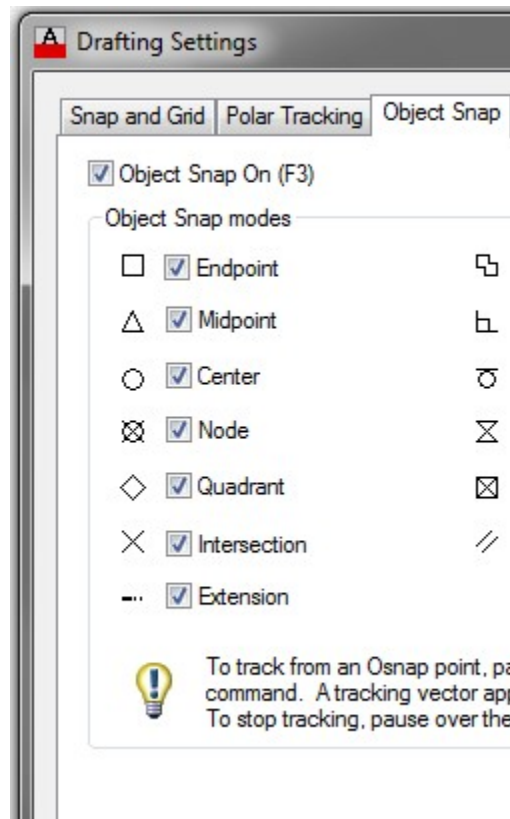 Drafting Settings
Snap and Grid Polar Tracking Object Snap
Object Snap On (F3)
Object Snap modes
Endpoint
Midpoint
Center
Node
Quadrant
Intersection
Extension
To track from an Osnap point, pa
command. A tracking vector app
To stop tracking, pause over the